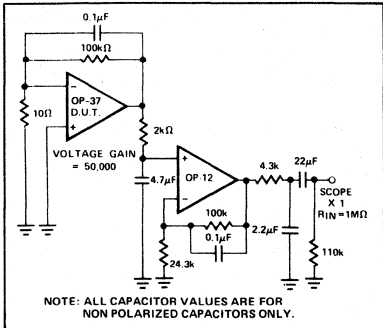 0.1μF
100kΩ
10Ω
−
+
OP-37
D.U.T.
2kΩ
VOLTAGE GAIN
= 50,000
4.7μF
+
−
OP-12
4.3k
22μF
SCOPE
X 1
RIN = 1MΩ
100k
0.1μF
2.2μF
24.3k
110k
NOTE: ALL CAPACITOR VALUES ARE FOR
NON POLARIZED CAPACITORS ONLY.